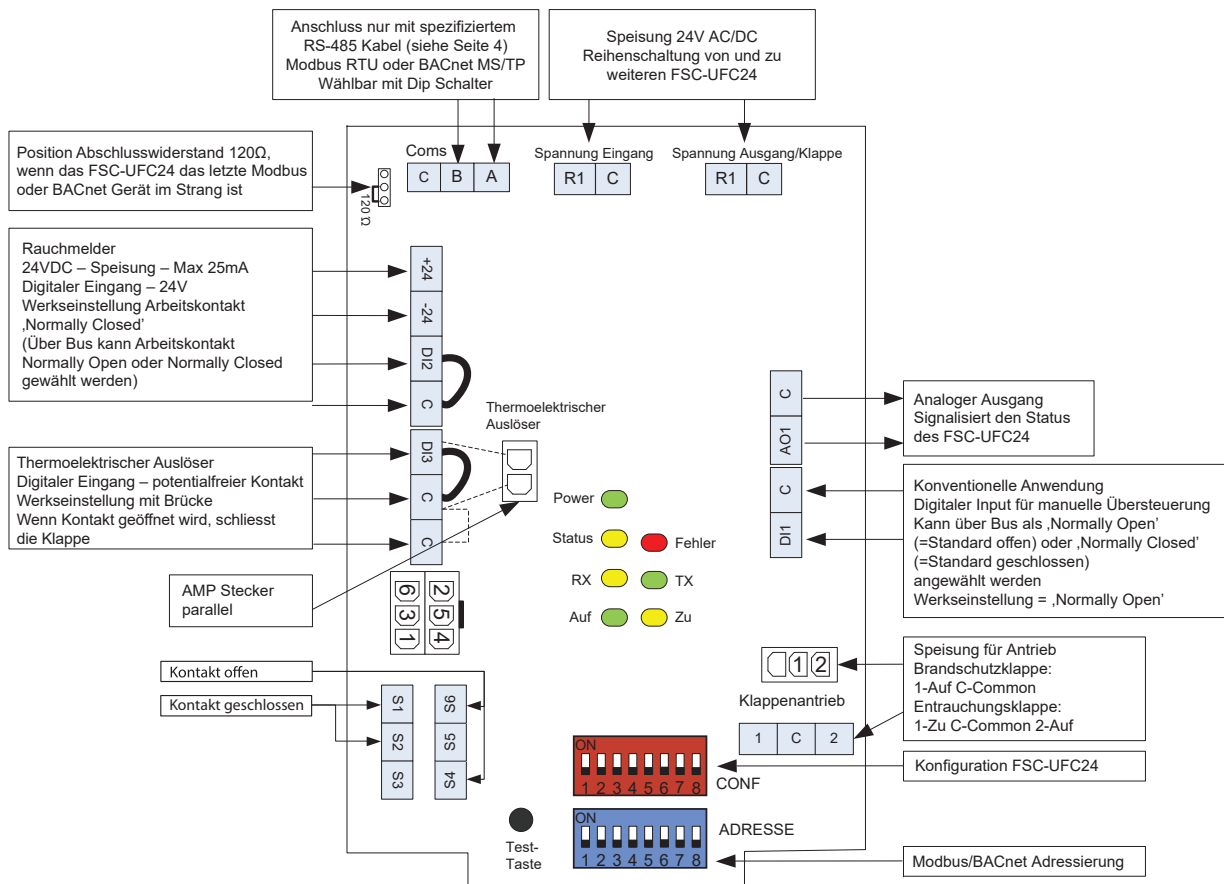 Anschluss nur mit spezifiziertem
RS-485 Kabel (siehe Seite 4)
Modbus RTU oder BACnet MS/TP
Wählbar mit Dip Schalter
Speisung 24V AC/DC
Reihenschaltung von und zu
weiteren FSC-UFC24
Position Abschlusswiderstand 120Ω,
wenn das FSC-UFC24 das letzte Modbus
oder BACnet Gerät im Strang ist
120 Ω
Coms
C B A
Spannung Eingang
R1 C
Spannung Ausgang/Klappe
R1 C
Rauchmelder
24VDC – Speisung – Max 25mA
Digitaler Eingang – 24V
Werkseinstellung Arbeitskontakt
‚Normally Closed'
(Über Bus kann Arbeitskontakt
Normally Open oder Normally Closed
gewählt werden)
+24
-24
DI2
C
DI3
C
C
Thermoelektrischer
Auslöser
Thermoelektrischer Auslöser
Digitaler Eingang – potentialfreier Kontakt
Werkseinstellung mit Brücke
Wenn Kontakt geöffnet wird, schliesst
die Klappe
AMP Stecker
parallel
6 2
3 5
1 4
Power
Status
Fehler
RX
TX
Auf
Zu
C
AO1
C
DI1
Analoger Ausgang
Signalisiert den Status
des FSC-UFC24
Konventionelle Anwendung
Digitaler Input für manuelle Übersteuerung
Kann über Bus als ‚Normally Open'
(=Standard offen) oder ‚Normally Closed'
(=Standard geschlossen)
angewählt werden
Werkseinstellung = ‚Normally Open'
Kontakt offen
Kontakt geschlossen
S1 S6
S2 S5
S3 S4
1 2
Klappenantrieb
1 C 2
Speisung für Antrieb
Brandschutzklappe:
1-Auf C-Common
Entrauchungsklappe:
1-Zu C-Common 2-Auf
ON
1 2 3 4 5 6 7 8
CONF
Konfiguration FSC-UFC24
ON
1 2 3 4 5 6 7 8
ADRESSE
Modbus/BACnet Adressierung
Test-
Taste